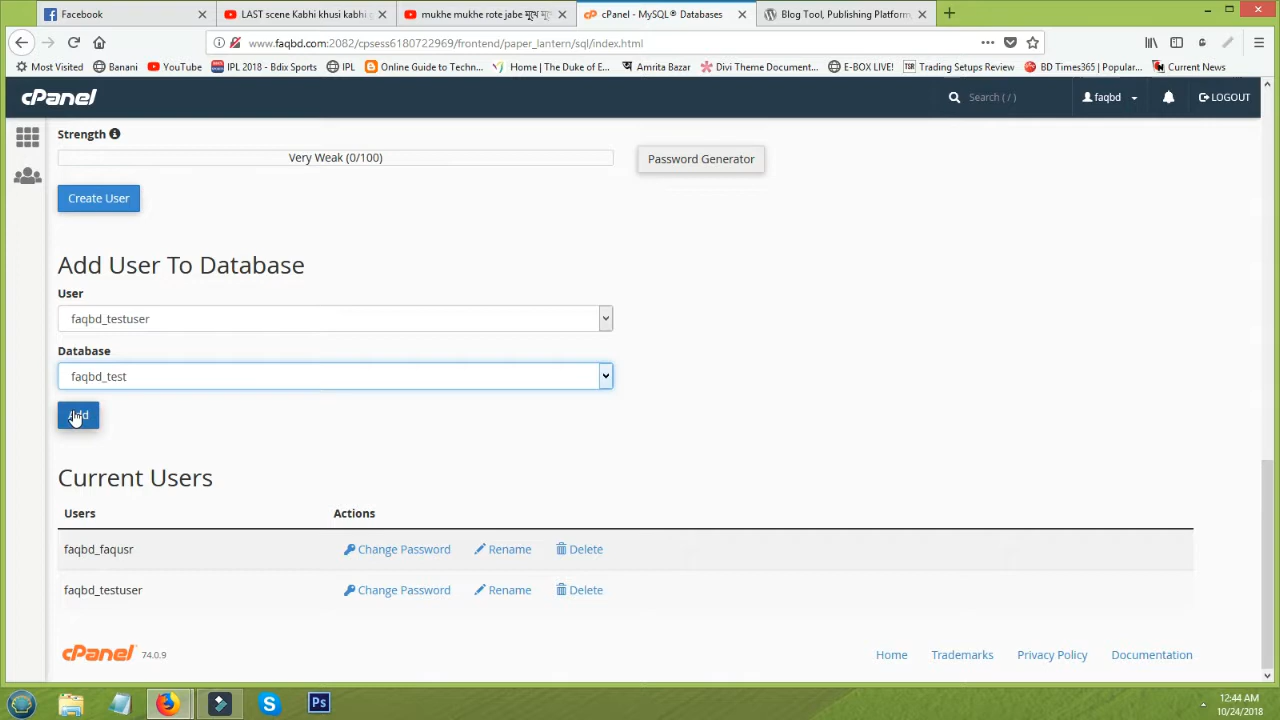 Facebook
LAST scene Kabhi khusi kabhi g
mukhe mukhe rote jabe মুখে মু
cPanel - MySQL® Databases
Blog Tool, Publishing Platform,
www.faqbd.com:2082/cpsess6180722969/frontend/paper_lantern/sql/index.html
Most Visited
Banani
YouTube
IPL 2018 - Bdix Sports
IPL
Online Guide to Techn...
Home | The Duke of E...
Amrita Bazar
Divi Theme Document...
E-BOX LIVE!
Trading Setups Review
BD Times365 | Popular...
Current News
cPanel
Search ( / )
faqbd
LOGOUT
Strength
Very Weak (0/100)
Password Generator
Create User
Add User To Database
User
faqbd_testuser
Database
faqbd_test
Add
Current Users
Users Actions
faqbd_faqusr Change Password Rename Delete
faqbd_testuser Change Password Rename Delete
cPanel 74.0.9
Home Trademarks Privacy Policy Documentation
12:44 AM
10/24/2018